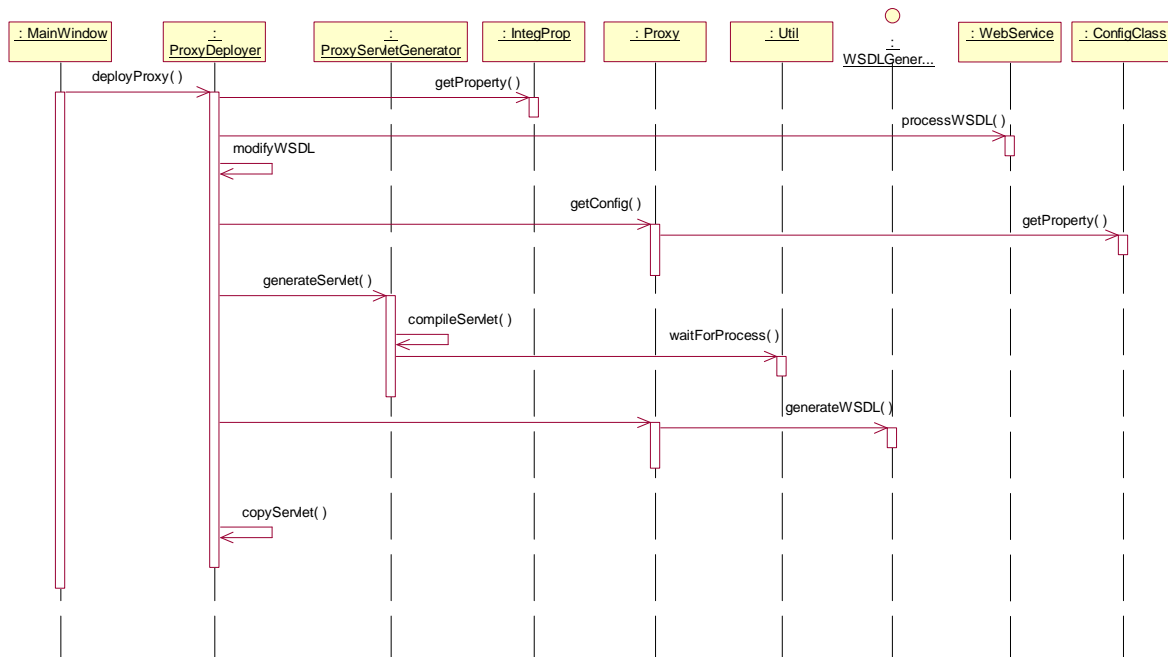 : MainWindow
:
ProxyDeployer
:
ProxyServletGenerator
: IntegProp
: Proxy
: Util
:
WSDLGener...
: WebService
: ConfigClass
deployProxy( )
getProperty( )
processWSDL( )
modifyWSDL
getConfig( )
getProperty( )
generateServlet( )
compileServlet( )
waitForProcess( )
generateWSDL( )
copyServlet( )